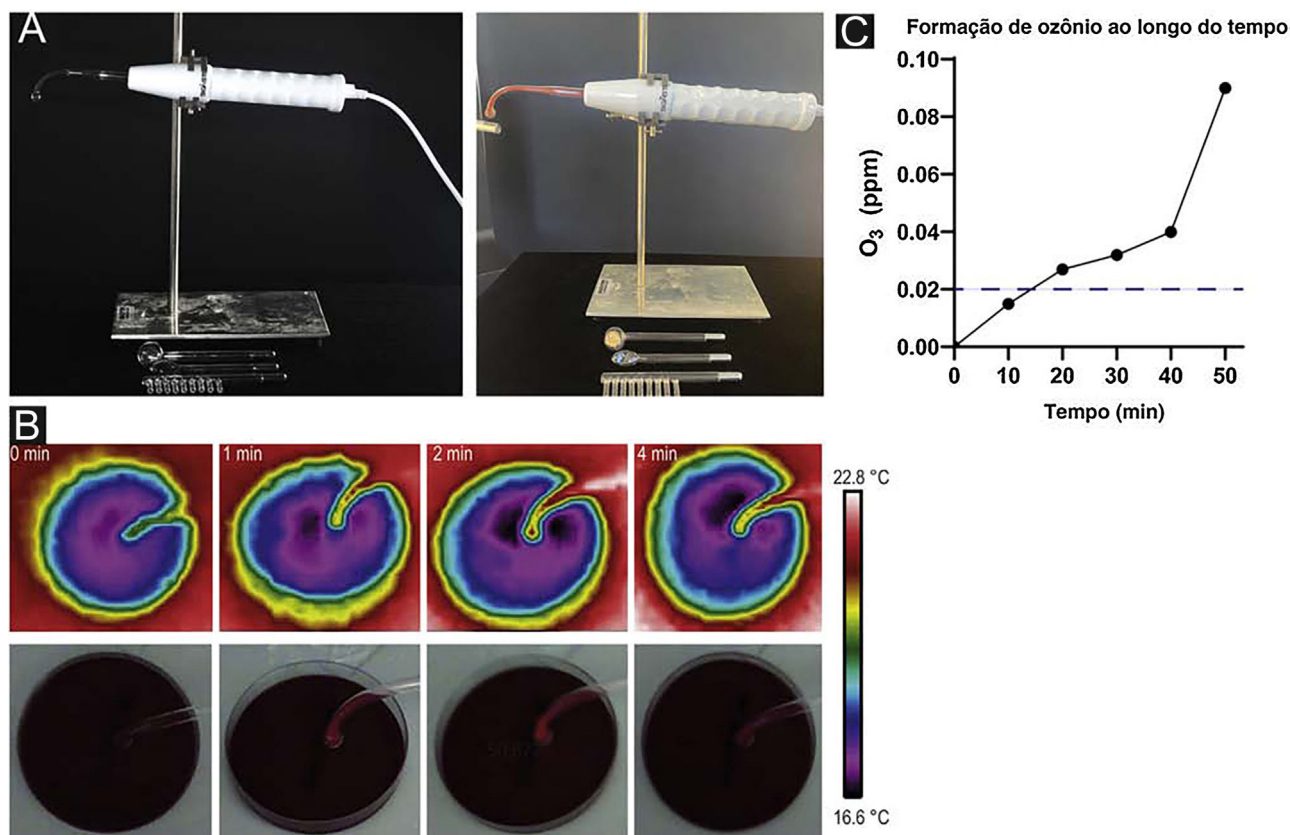 A
B
0 min
1 min
2 min
4 min
22.8 °C
16.6 °C
C
Formação de ozônio ao longo do tempo
O3 (ppm)
0.10
0.08
0.06
0.04
0.02
0.00
0 10 20 30 40 50
Tempo (min)